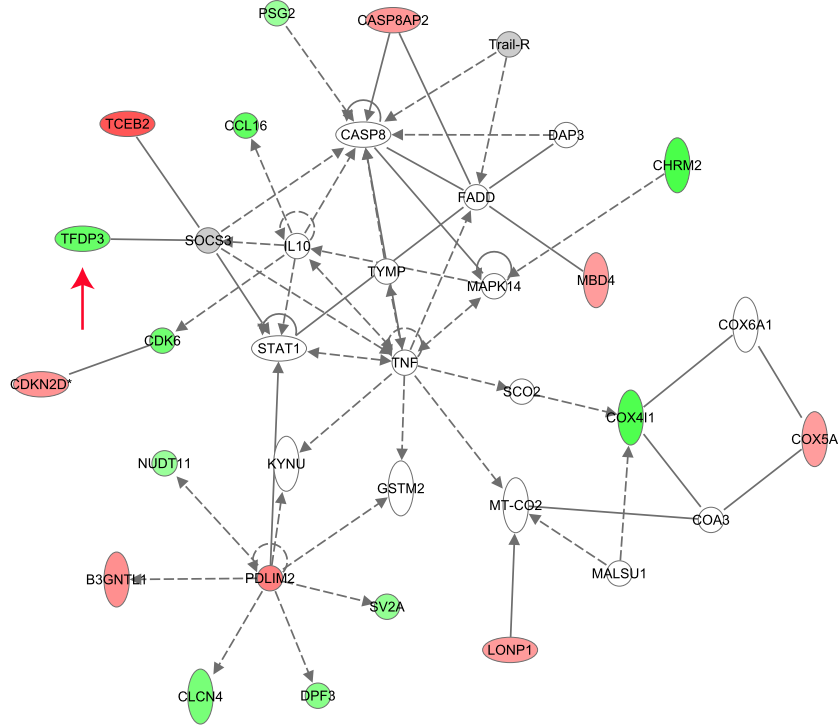 PSG2
CASP8AP2
Trail-R
TCEB2
CCL16
CASP8
DAP3
CHRM2
FADD
TFDP3
SOCS3
IL10
TYMP
MAPK14
MBD4
COX6A1
CDK6
STAT1
TNF
CDKN2D*
SCO2
COX4I1
COX5A
NUDT11
KYNU
GSTM2
MT-CO2
COA3
B3GNTL1
PDLIM2
MALSU1
SV2A
LONP1
CLCN4
DPF3